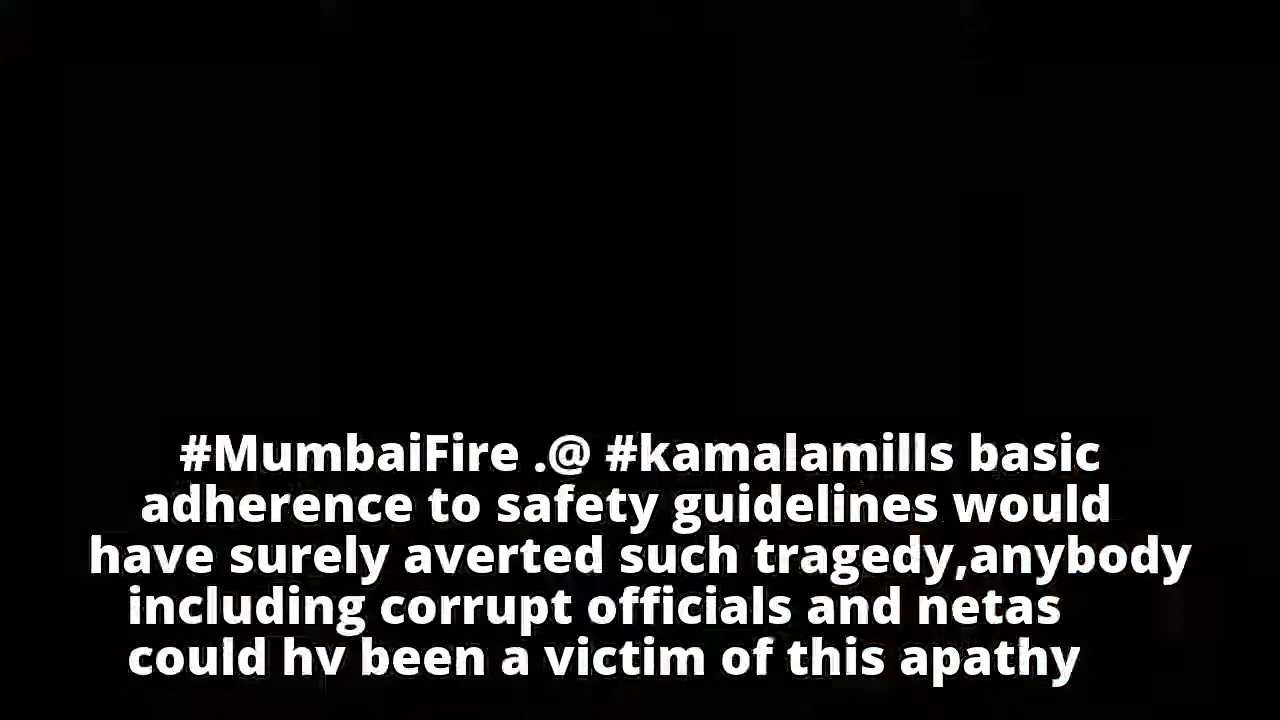 #MumbaiFire .@ #kamalamills basic
adherence to safety guidelines would
have surely averted such tragedy,anybody
including corrupt officials and netas
could hv been a victim of this apathy